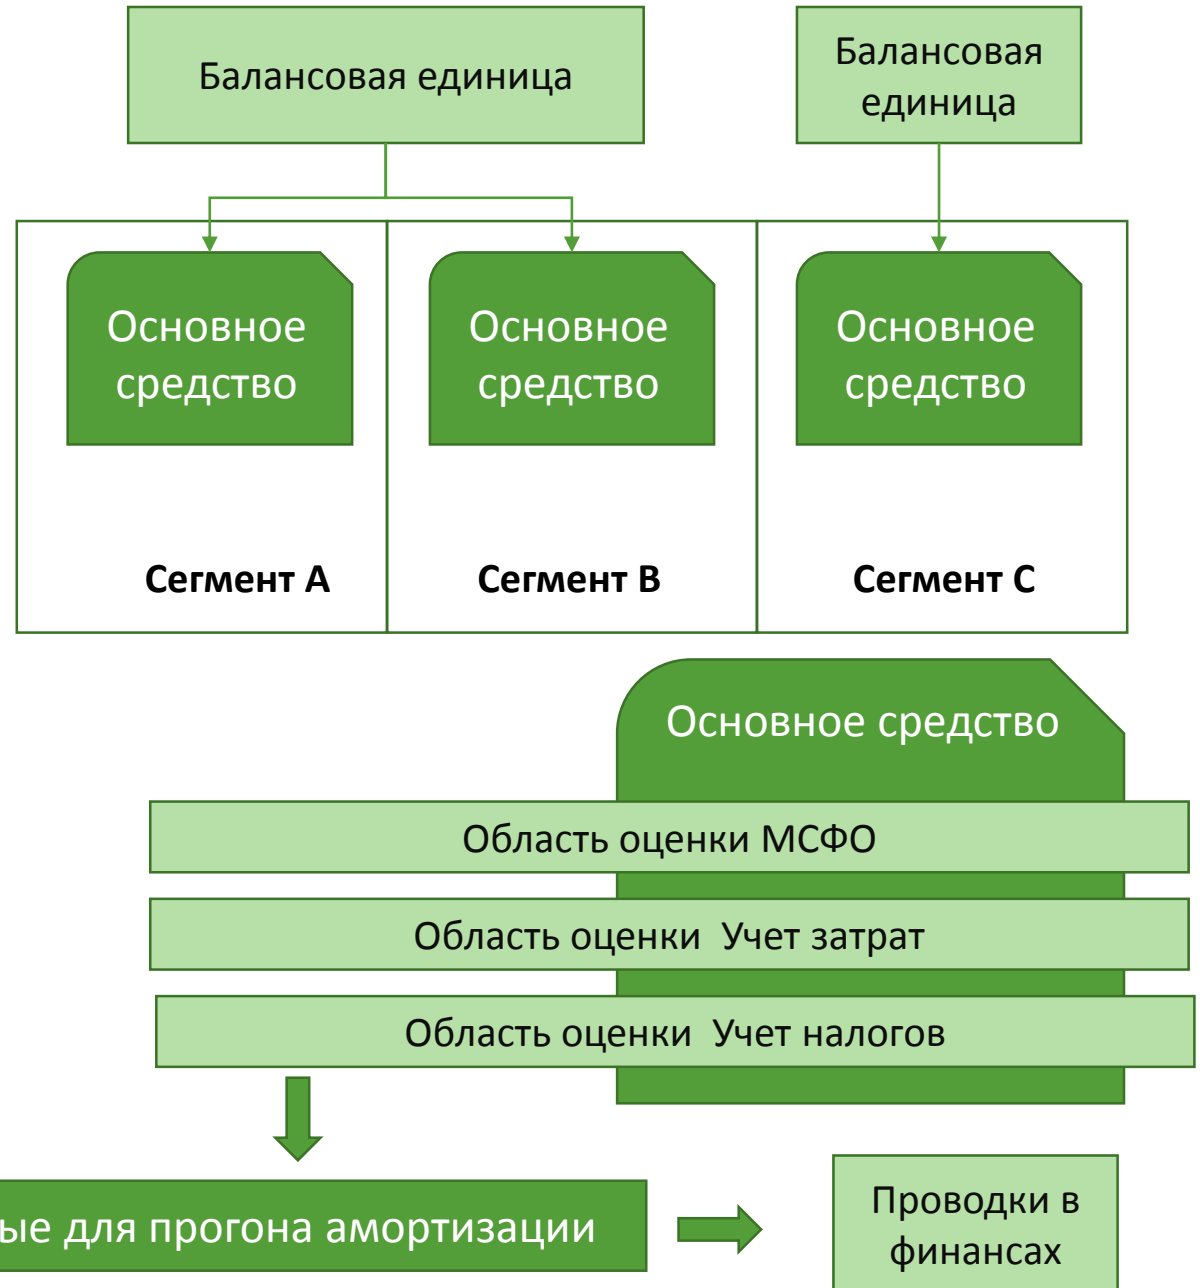 Балансовая единица
Балансовая
единица
Основное
средство
Основное
средство
Основное
средство
Сегмент A
Сегмент B
Сегмент C
Основное средство
Область оценки МСФО
Область оценки  Учет затрат
Область оценки  Учет налогов
ые для прогона амортизации
Проводки в
финансах